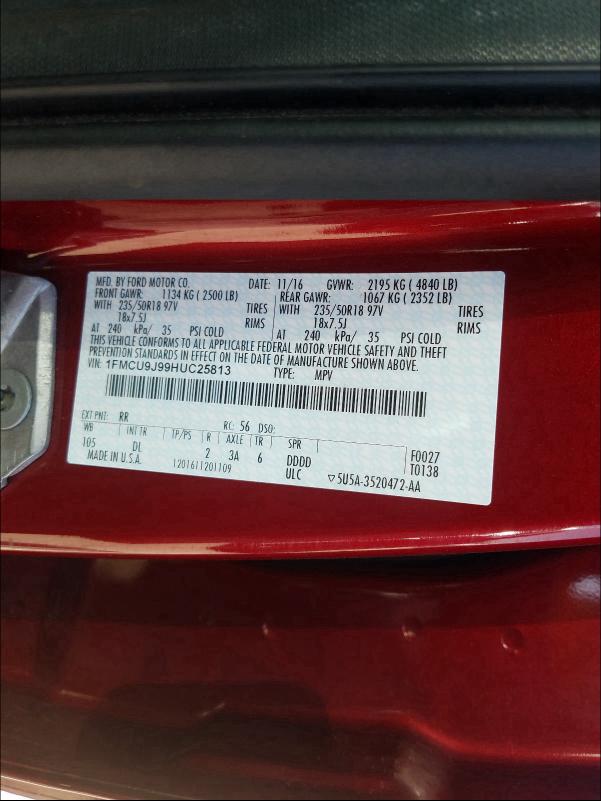 MFD. BY FORD MOTOR CO. DATE: 11/16 GVWR: 2195 KG ( 4840 LB)
FRONT GAWR: 1134 KG ( 2500 LB) REAR GAWR: 1067 KG ( 2352 LB)
WITH 235/50R18 97V TIRES WITH 235/50R18 97V TIRES
18x7.5J RIMS 18x7.5J RIMS
AT 240 kPa/ 35 PSI COLD AT 240 kPa/ 35 PSI COLD
THIS VEHICLE CONFORMS TO ALL APPLICABLE FEDERAL MOTOR VEHICLE SAFETY AND THEFT
PREVENTION STANDARDS IN EFFECT ON THE DATE OF MANUFACTURE SHOWN ABOVE.
VIN: 1FMCU9J99HUC25813 TYPE: MPV
EXT PNT: RR RC: 56 DSO:
WB INT TR TP/PS R AXLE TR SPR
105 DL 2 3A 6 DDDD F0027
MADE IN U.S.A. 1201611201109 ULC T0138
▽5U5A-3520472-AA